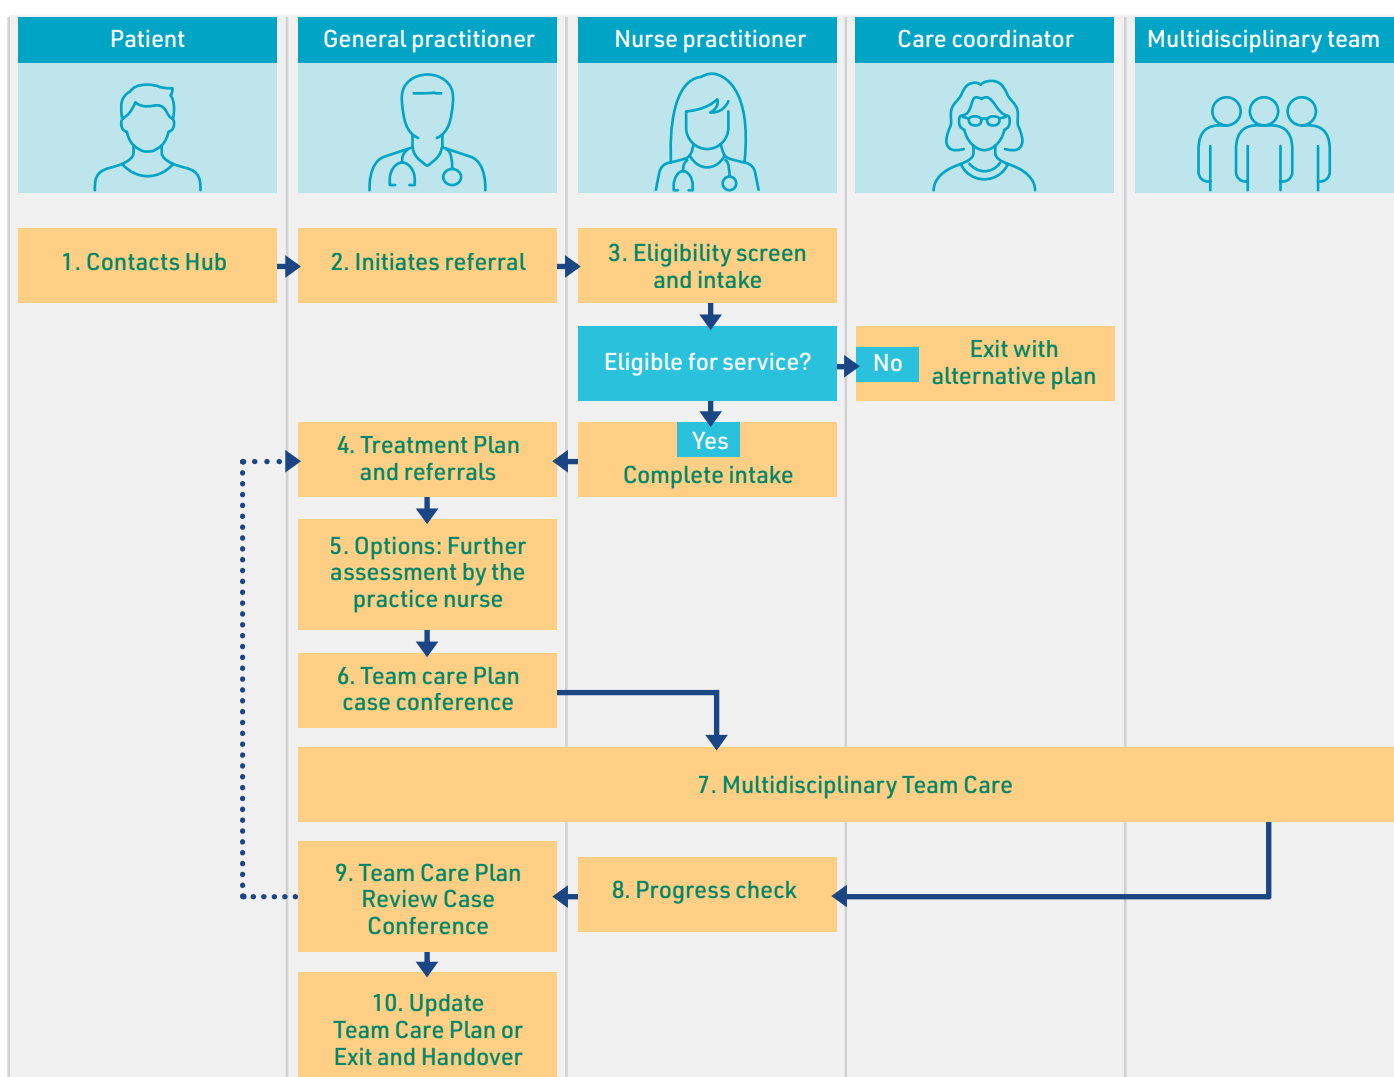 Patient
General practitioner
Nurse practitioner
Care coordinator
Multidisciplinary team
1. Contacts Hub
2. Initiates referral
3. Eligibility screen
and intake
Eligible for service?
No
Exit with
alternative plan
Yes
Complete intake
4. Treatment Plan
and referrals
5. Options: Further
assessment by the
practice nurse
6. Team care Plan
case conference
7. Multidisciplinary Team Care
8. Progress check
9. Team Care Plan
Review Case
Conference
10. Update
Team Care Plan or
Exit and Handover